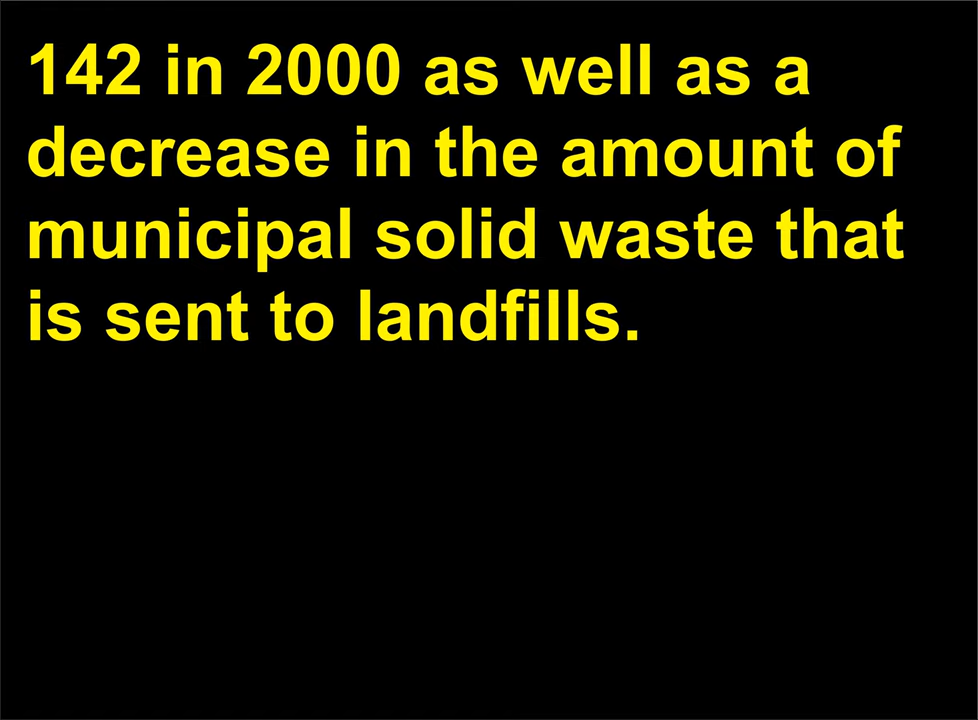 142 in 2000 as well as a
decrease in the amount of
municipal solid waste that
is sent to landfills.